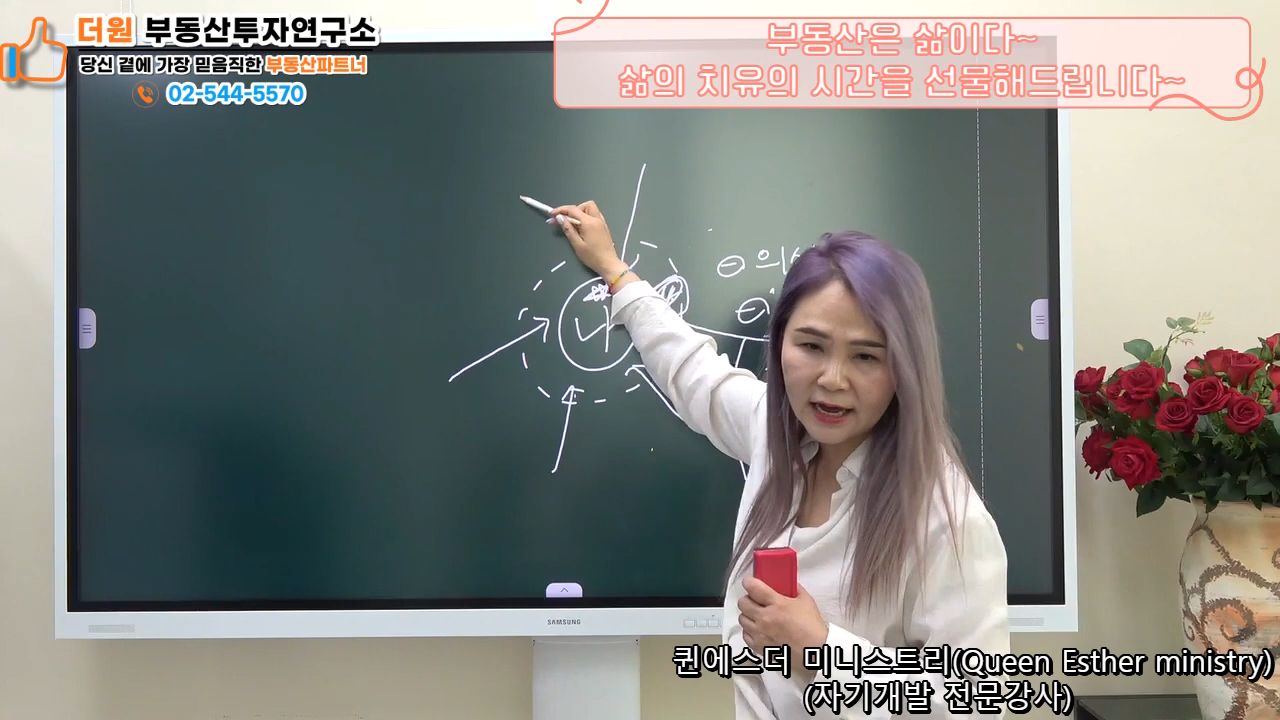 더원 부동산투자연구소
당신 곁에 가장 믿음직한 부동산파트너
02-544-5570
부동산은 삶이다~
삶의 치유의 시간을 선물해드립니다~
나
SAMSUNG
퀸에스더 미니스트리(Queen Esther ministry)
(자기개발 전문강사)